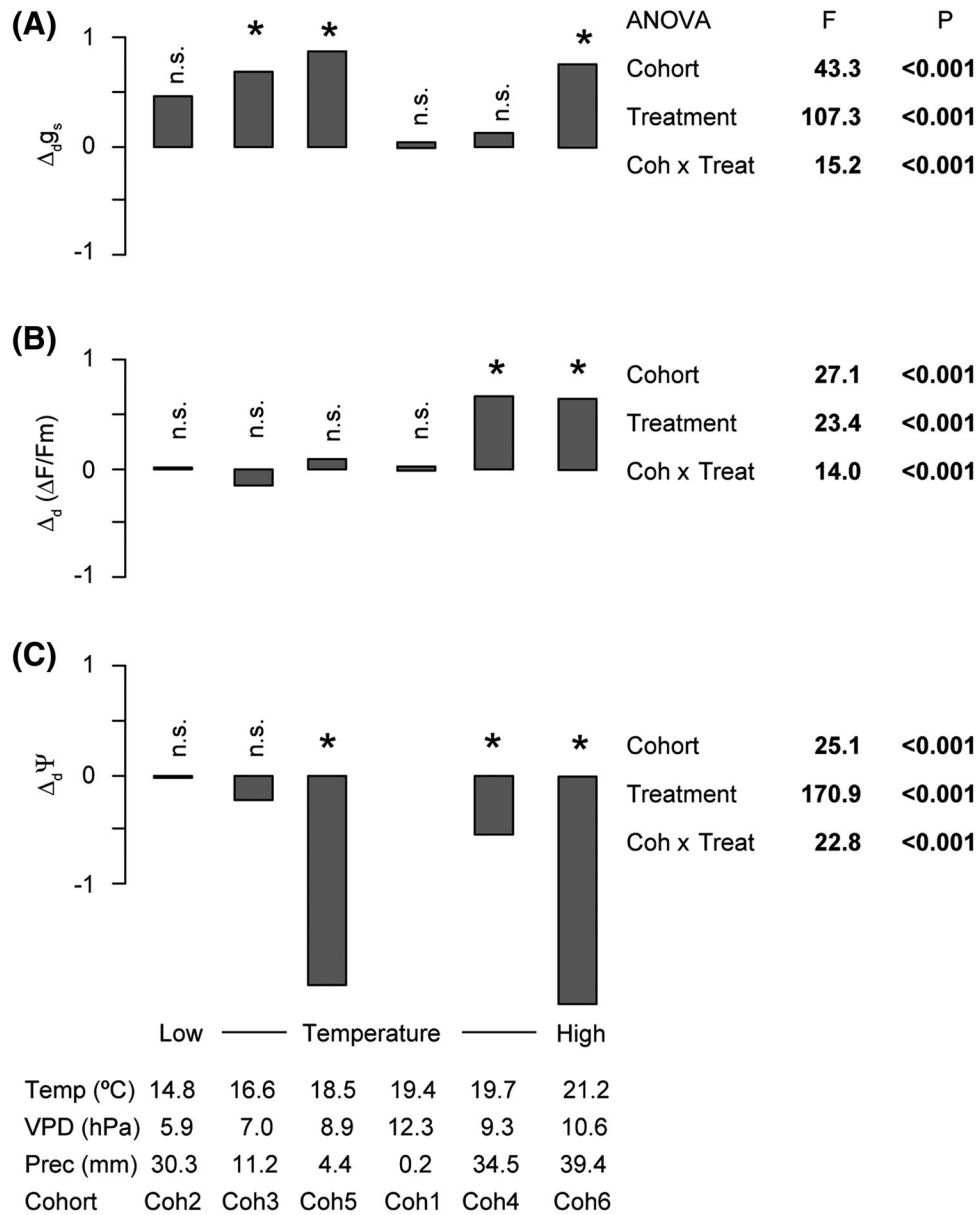 (A)
ANOVA F P
1
0
-1
Δdgs
n.s. * * n.s. n.s. *
Cohort 43.3 <0.001
Treatment 107.3 <0.001
Coh x Treat 15.2 <0.001
(B)
1
0
-1
Δd (ΔF/Fm)
n.s. n.s. n.s. n.s. * *
Cohort 27.1 <0.001
Treatment 23.4 <0.001
Coh x Treat 14.0 <0.001
(C)
1
0
-1
ΔdΨ
n.s. n.s. * * *
Cohort 25.1 <0.001
Treatment 170.9 <0.001
Coh x Treat 22.8 <0.001
Low Temperature High
Temp (ºC) 14.8 16.6 18.5 19.4 19.7 21.2
VPD (hPa) 5.9 7.0 8.9 12.3 9.3 10.6
Prec (mm) 30.3 11.2 4.4 0.2 34.5 39.4
Cohort Coh2 Coh3 Coh5 Coh1 Coh4 Coh6